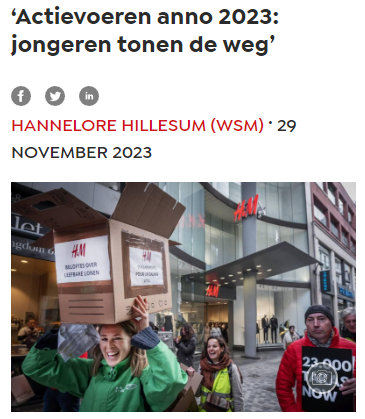 ‘Actievoeren anno 2023:
jongeren tonen de weg’
HANNELORE HILLESUM (WSM) · 29
NOVEMBER 2023
H&M
H&M
BELOFTES OVER
LEEFBARE LONEN
H&M
H&M
23.000
NOW